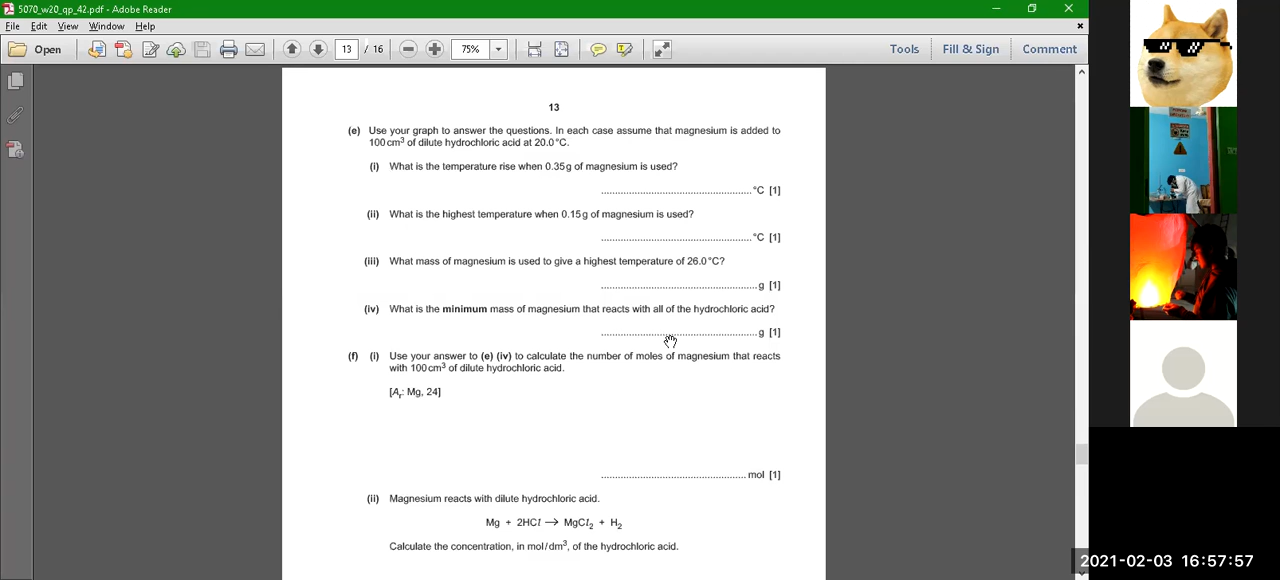 5070_w20_qp_42.pdf - Adobe Reader
File Edit View Window Help
Open 13 / 16 75% Tools Fill & Sign Comment
13
(e) Use your graph to answer the questions. In each case assume that magnesium is added to
100 cm³ of dilute hydrochloric acid at 20.0°C.
(i) What is the temperature rise when 0.35 g of magnesium is used?
...................................................... °C [1]
(ii) What is the highest temperature when 0.15 g of magnesium is used?
...................................................... °C [1]
(iii) What mass of magnesium is used to give a highest temperature of 26.0°C?
........................................................ g [1]
(iv) What is the minimum mass of magnesium that reacts with all of the hydrochloric acid?
........................................................ g [1]
(f) (i) Use your answer to (e) (iv) to calculate the number of moles of magnesium that reacts
with 100 cm³ of dilute hydrochloric acid.
[Aᵣ: Mg, 24]
.................................................... mol [1]
(ii) Magnesium reacts with dilute hydrochloric acid.
Mg + 2HCl → MgCl₂ + H₂
Calculate the concentration, in mol/dm³, of the hydrochloric acid.
2021-02-03 16:57:57